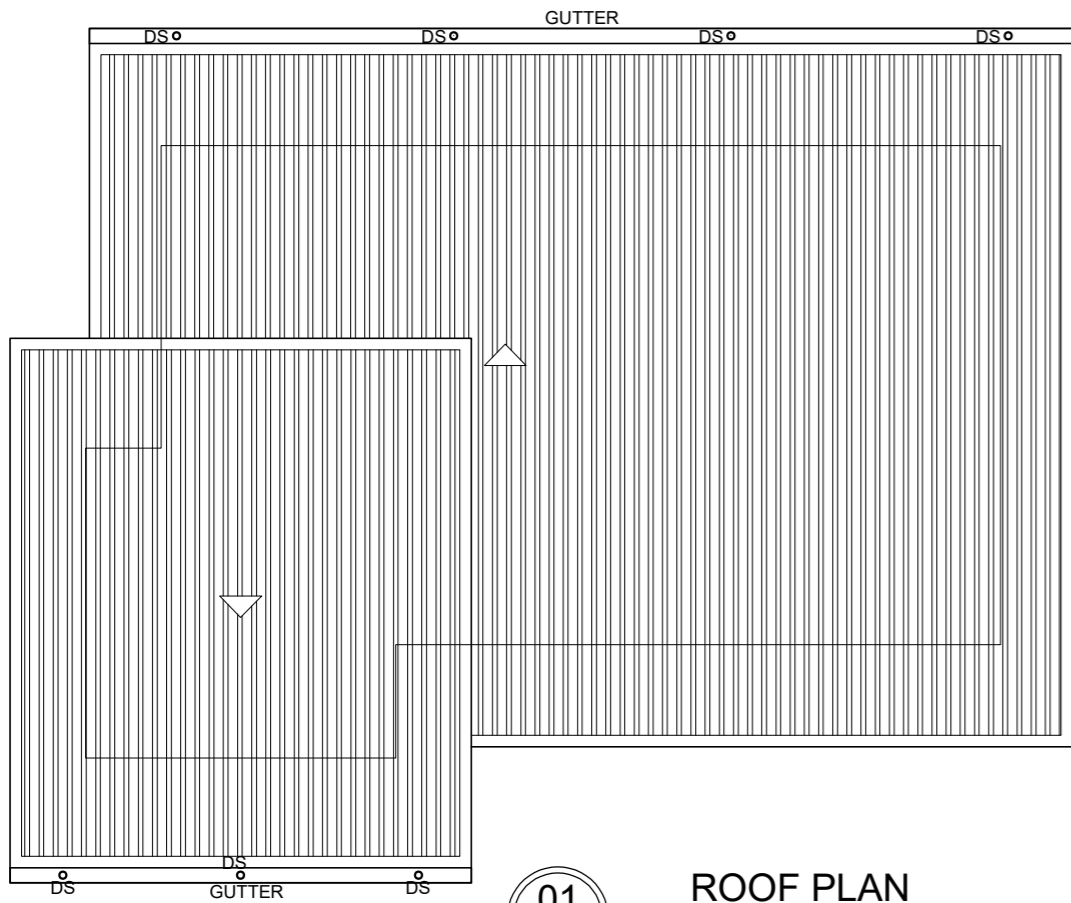 GUTTER
DS DS DS DS
DS
DS DS
GUTTER
01
ROOF PLAN